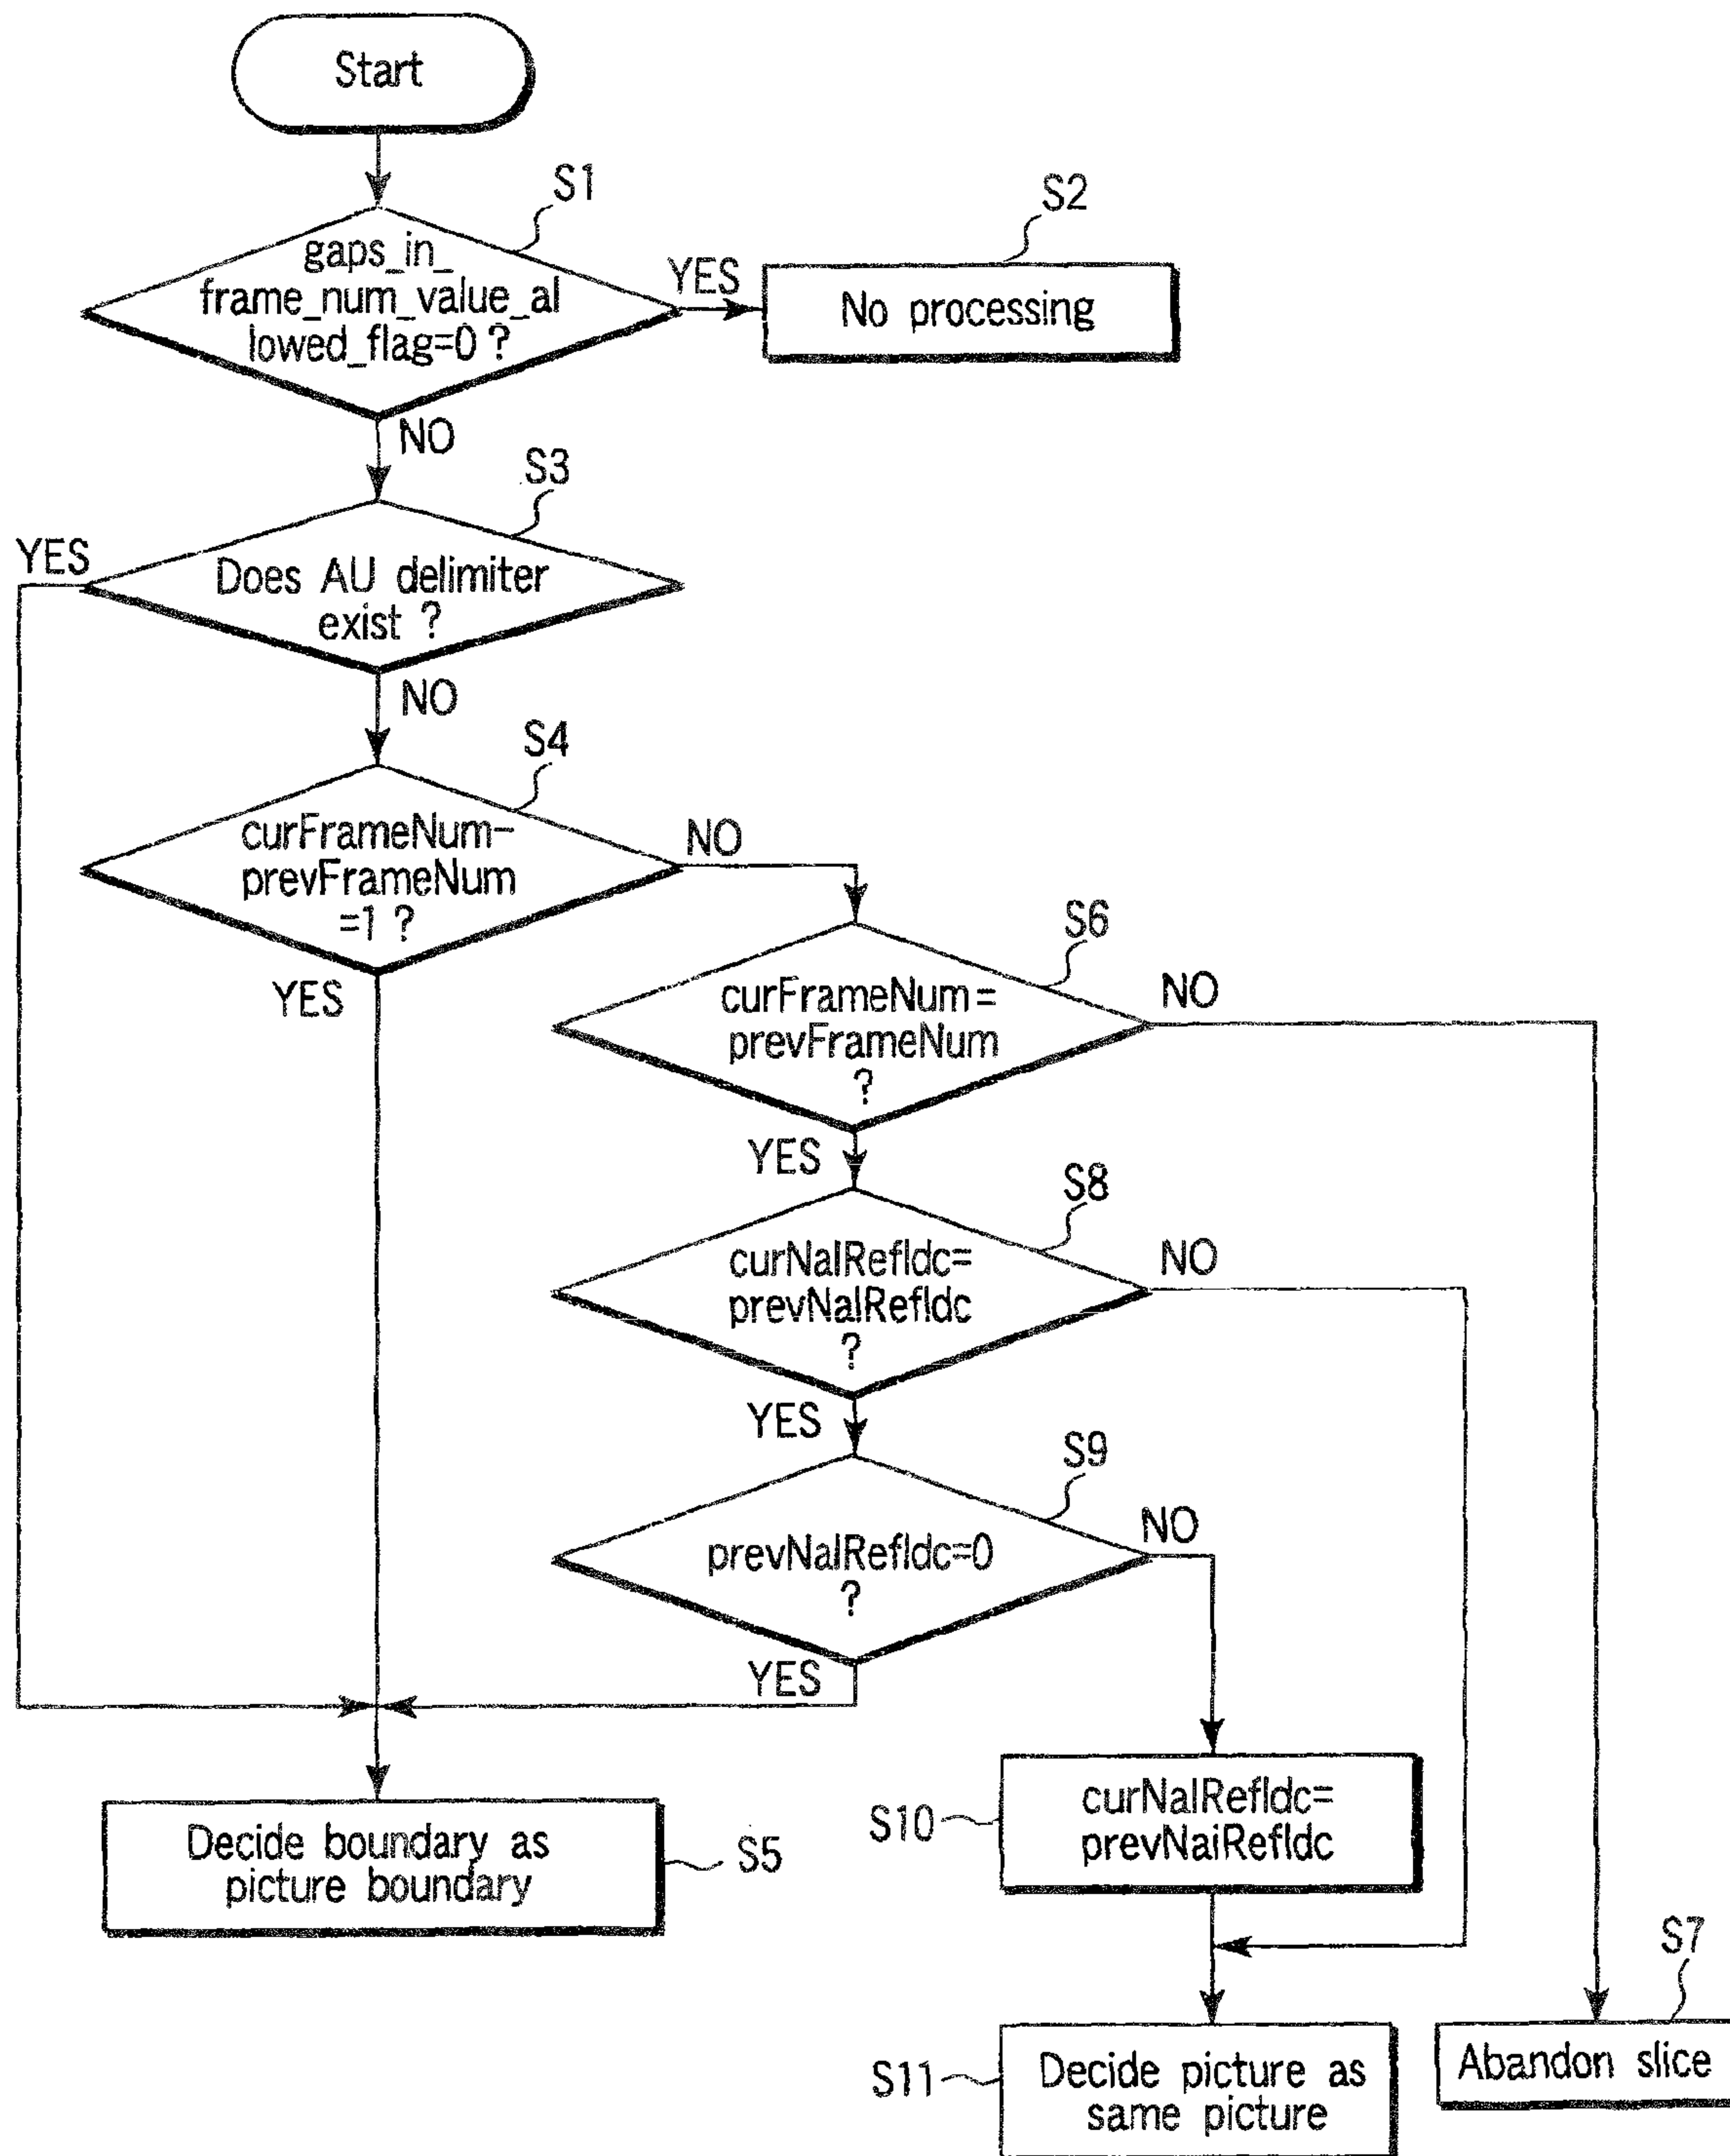 Start
S1
gaps_in_
frame_num_value_al
lowed_flag=0 ?
YES
S2
No processing
NO
S3
YES
Does AU delimiter
exist ?
NO
S4
curFrameNum-
prevFrameNum
=1 ?
NO
YES
S6
curFrameNum=
prevFrameNum
?
NO
YES
S8
curNalRefIdc=
prevNalRefIdc
?
NO
YES
S9
prevNalRefIdc=0
?
NO
YES
Decide boundary as
picture boundary
S5
S10
curNalRefIdc=
prevNaiRefIdc
S7
S11
Decide picture as
same picture
Abandon slice